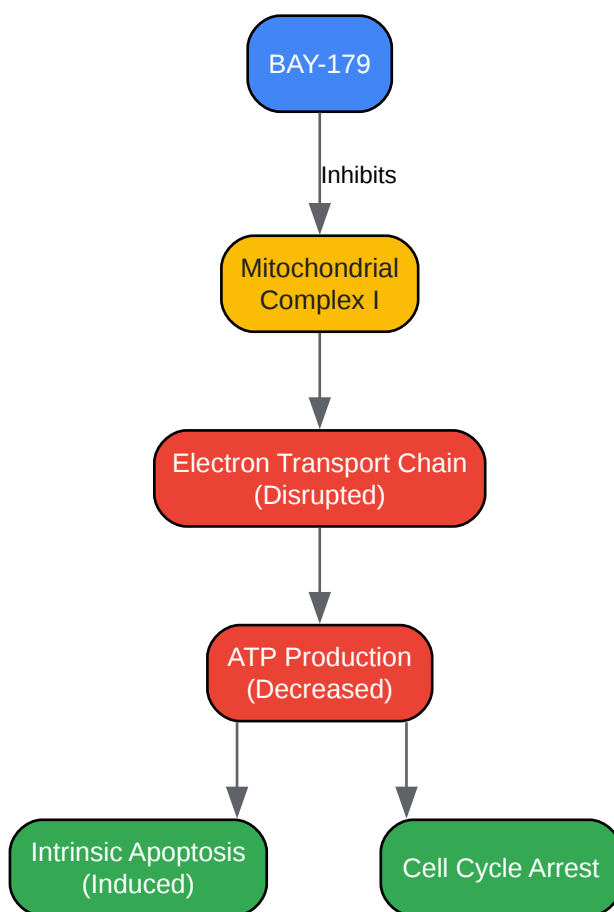 BAY-179
Inhibits
Mitochondrial
Complex I
Electron Transport Chain
(Disrupted)
ATP Production
(Decreased)
Intrinsic Apoptosis
(Induced)
Cell Cycle Arrest